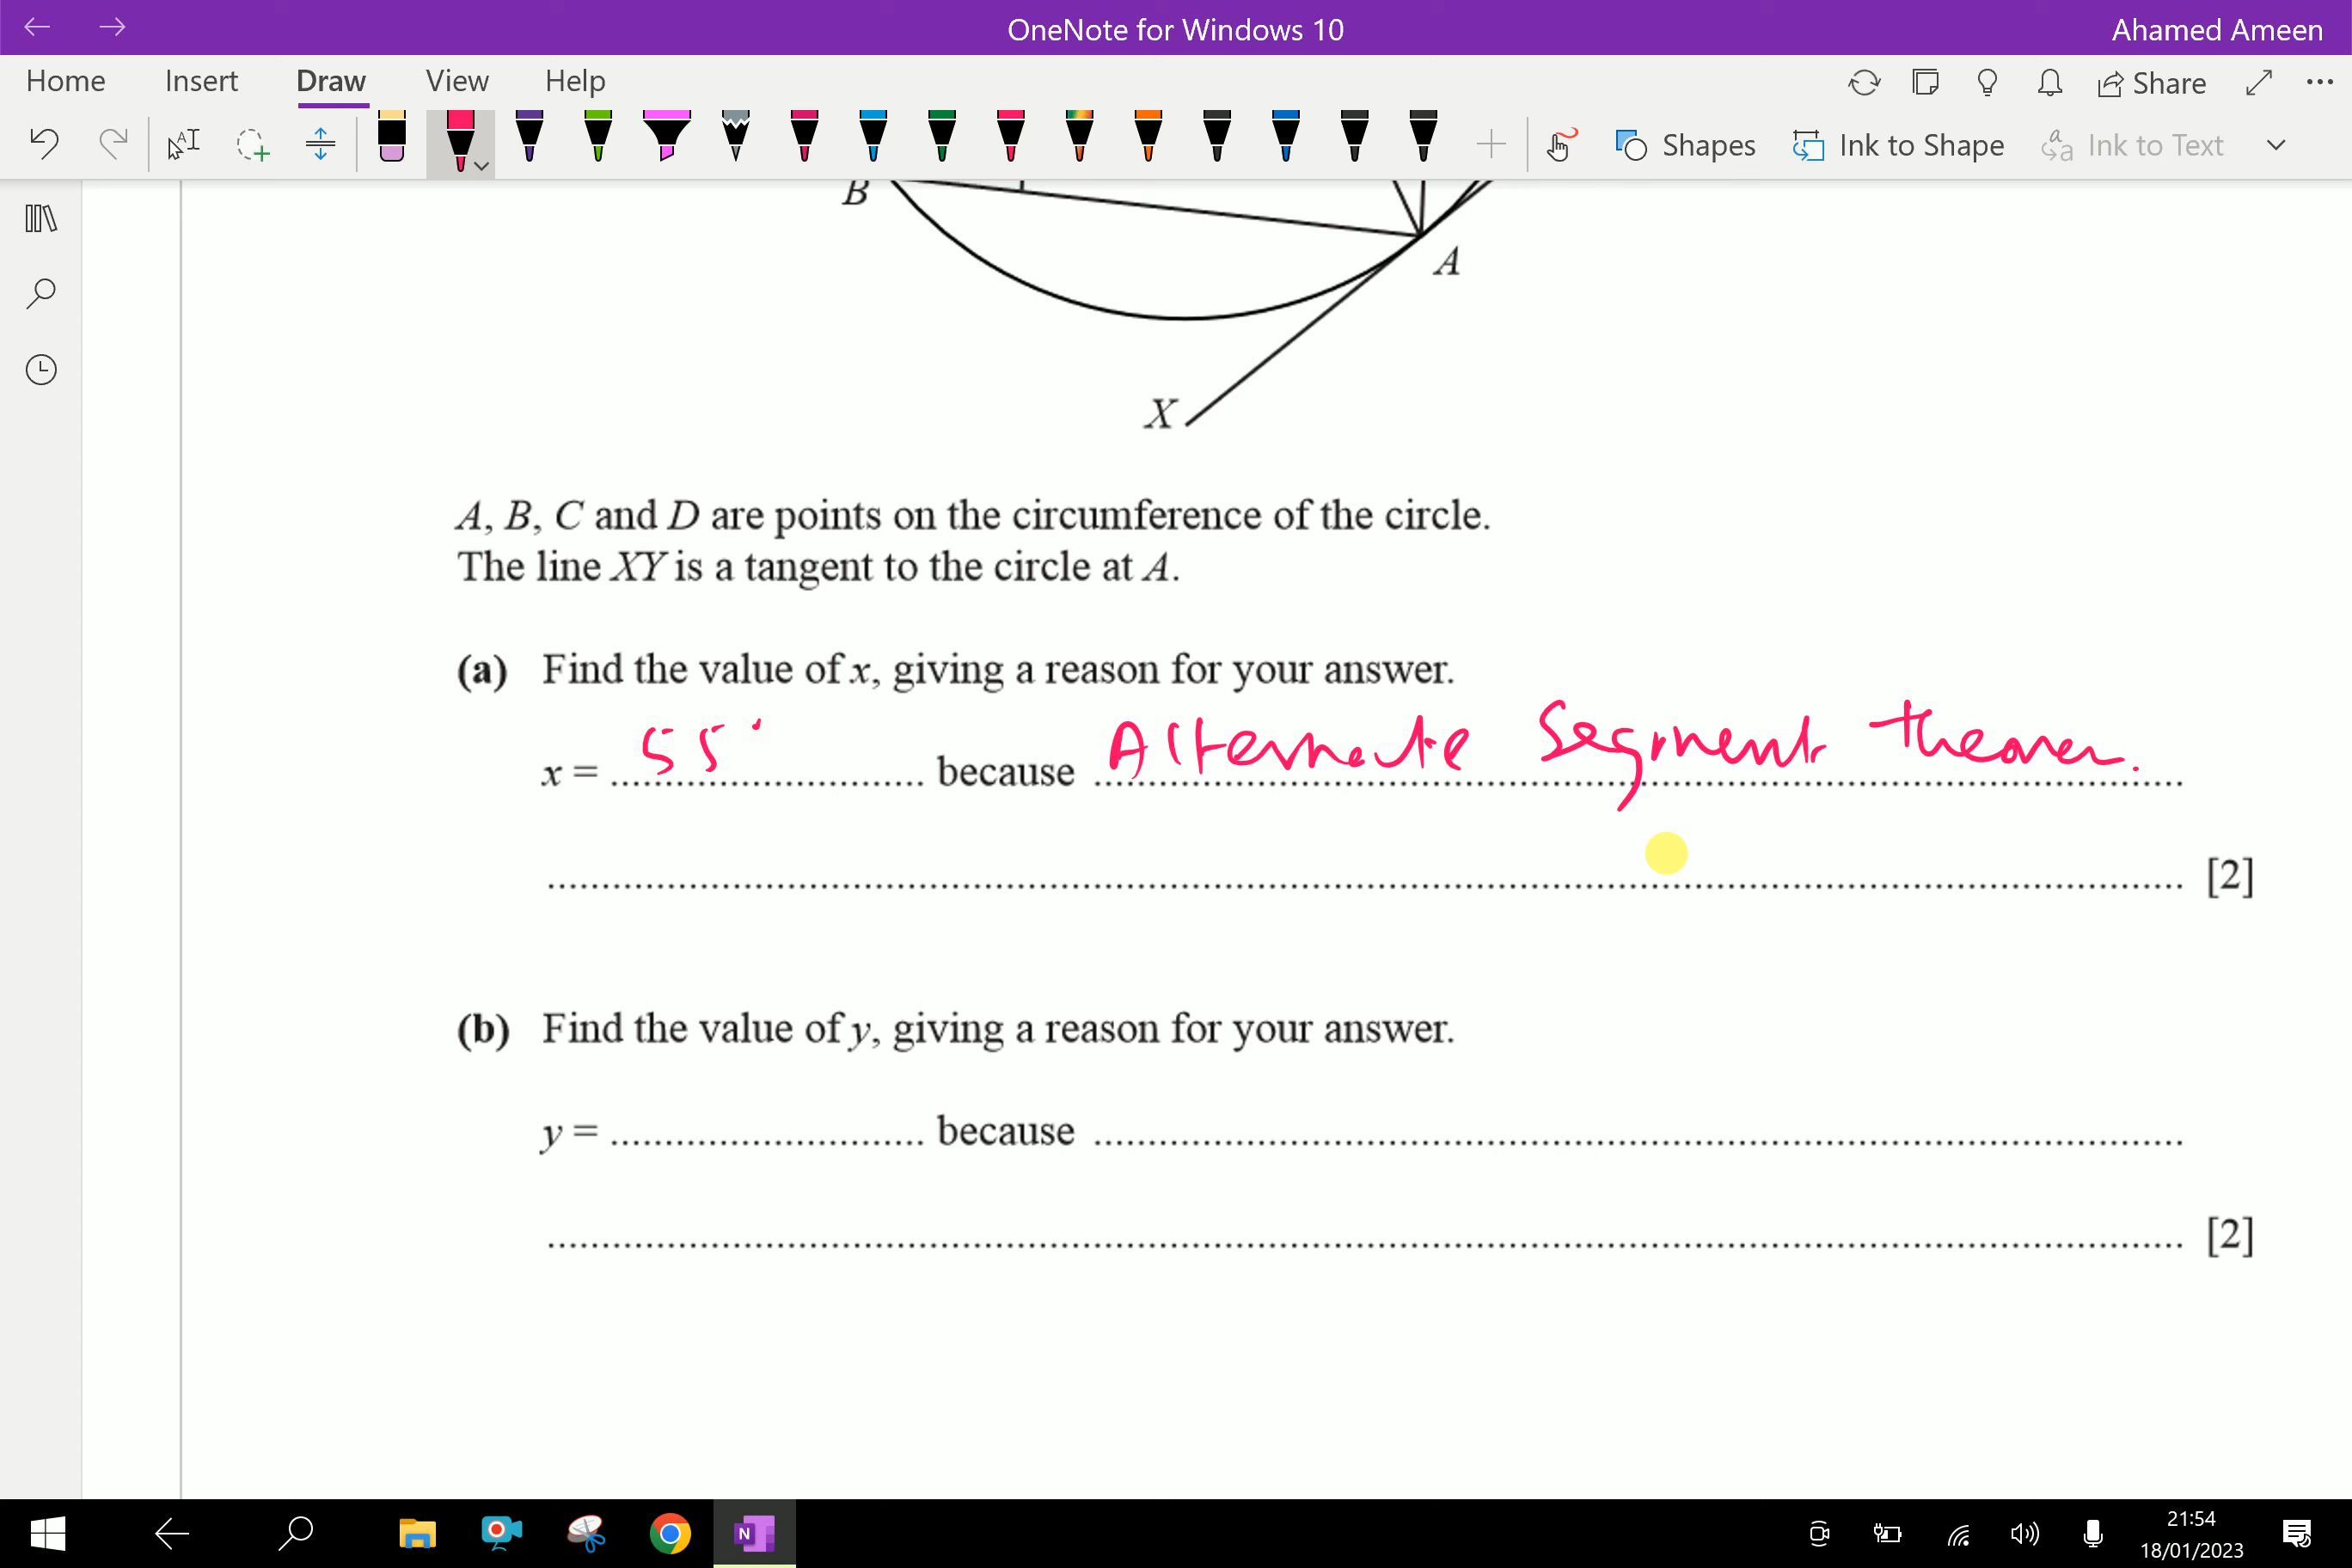 OneNote for Windows 10
Ahamed Ameen
Home Insert Draw View Help
Share
Shapes Ink to Shape Ink to Text
B
A
X
A, B, C and D are points on the circumference of the circle.
The line XY is a tangent to the circle at A.
(a) Find the value of x, giving a reason for your answer.
x = 55° because Alternate Segment theorem.
[2]
(b) Find the value of y, giving a reason for your answer.
y = because
[2]
21:54
18/01/2023